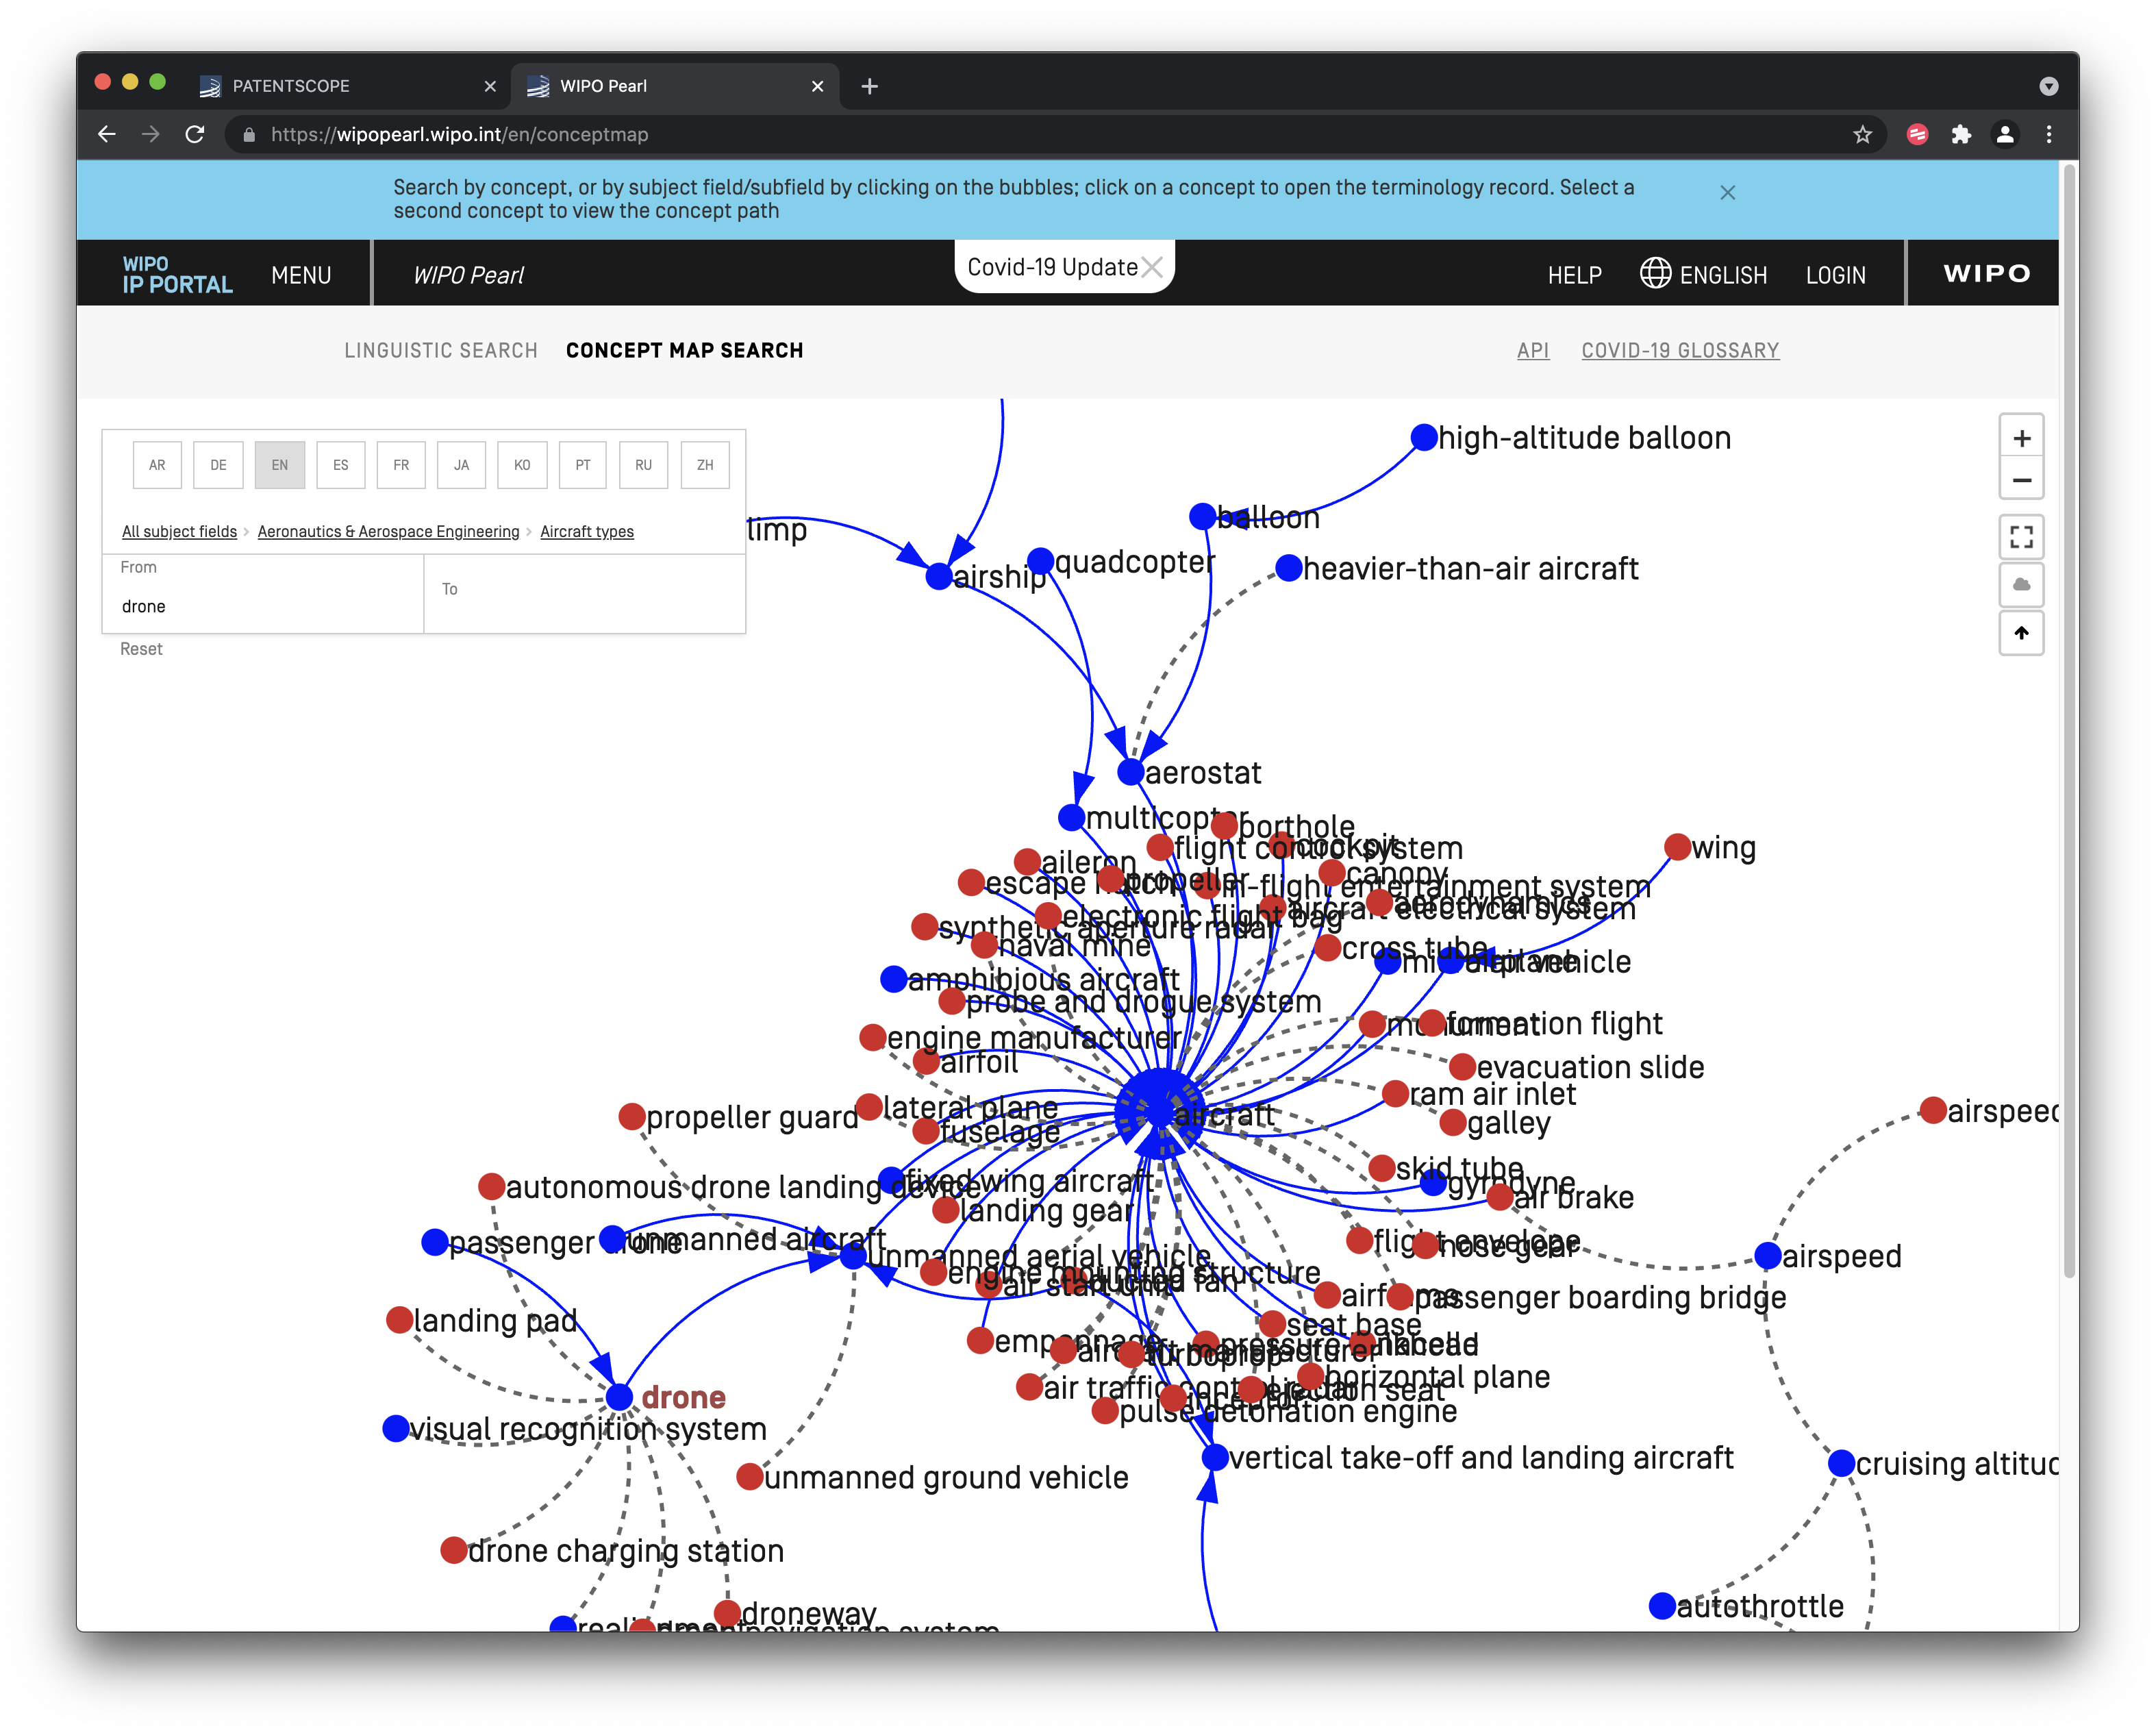 PATENTSCOPE
WIPO Pearl
https://wipopearl.wipo.int/en/conceptmap
Search by concept, or by subject field/subfield by clicking on the bubbles; click on a concept to open the terminology record. Select a
second concept to view the concept path
WIPO
IP PORTAL
MENU
WIPO Pearl
Covid-19 Update
HELP
ENGLISH
LOGIN
WIPO
LINGUISTIC SEARCH
CONCEPT MAP SEARCH
API
COVID-19 GLOSSARY
AR DE EN ES FR JA KO PT RU ZH
All subject fields > Aeronautics & Aerospace Engineering > Aircraft types
From
drone
To
Reset
high-altitude balloon
balloon
limp
airship
quadcopter
heavier-than-air aircraft
aerostat
multicopter
porthole
flight control system
cockpit
wing
aileron
canopy
escape hatch
propeller
in-flight entertainment system
aerodynamics
aircraft electrical system
electronic flight bag
synthetic aperture radar
naval mine
cross tube
airplane
amphibious aircraft
probe and drogue system
monument
formation flight
engine manufacturer
airfoil
evacuation slide
ram air inlet
lateral plane
aircraft
galley
airspeed
propeller guard
fuselage
skid tube
fixed wing aircraft
gyrodyne
autonomous drone landing device
air brake
landing gear
passenger drone
unmanned aircraft
flight envelope
nose gear
unmanned aerial vehicle
airspeed
engine mounting structure
air start unit
ducted fan
passenger boarding bridge
landing pad
seat base
empennage
aircraft manufacturer
turboprop
horizontal plane
air traffic control radar
ejection seat
drone
pulse detonation engine
visual recognition system
vertical take-off and landing aircraft
cruising altitud
unmanned ground vehicle
drone charging station
autothrottle
droneway